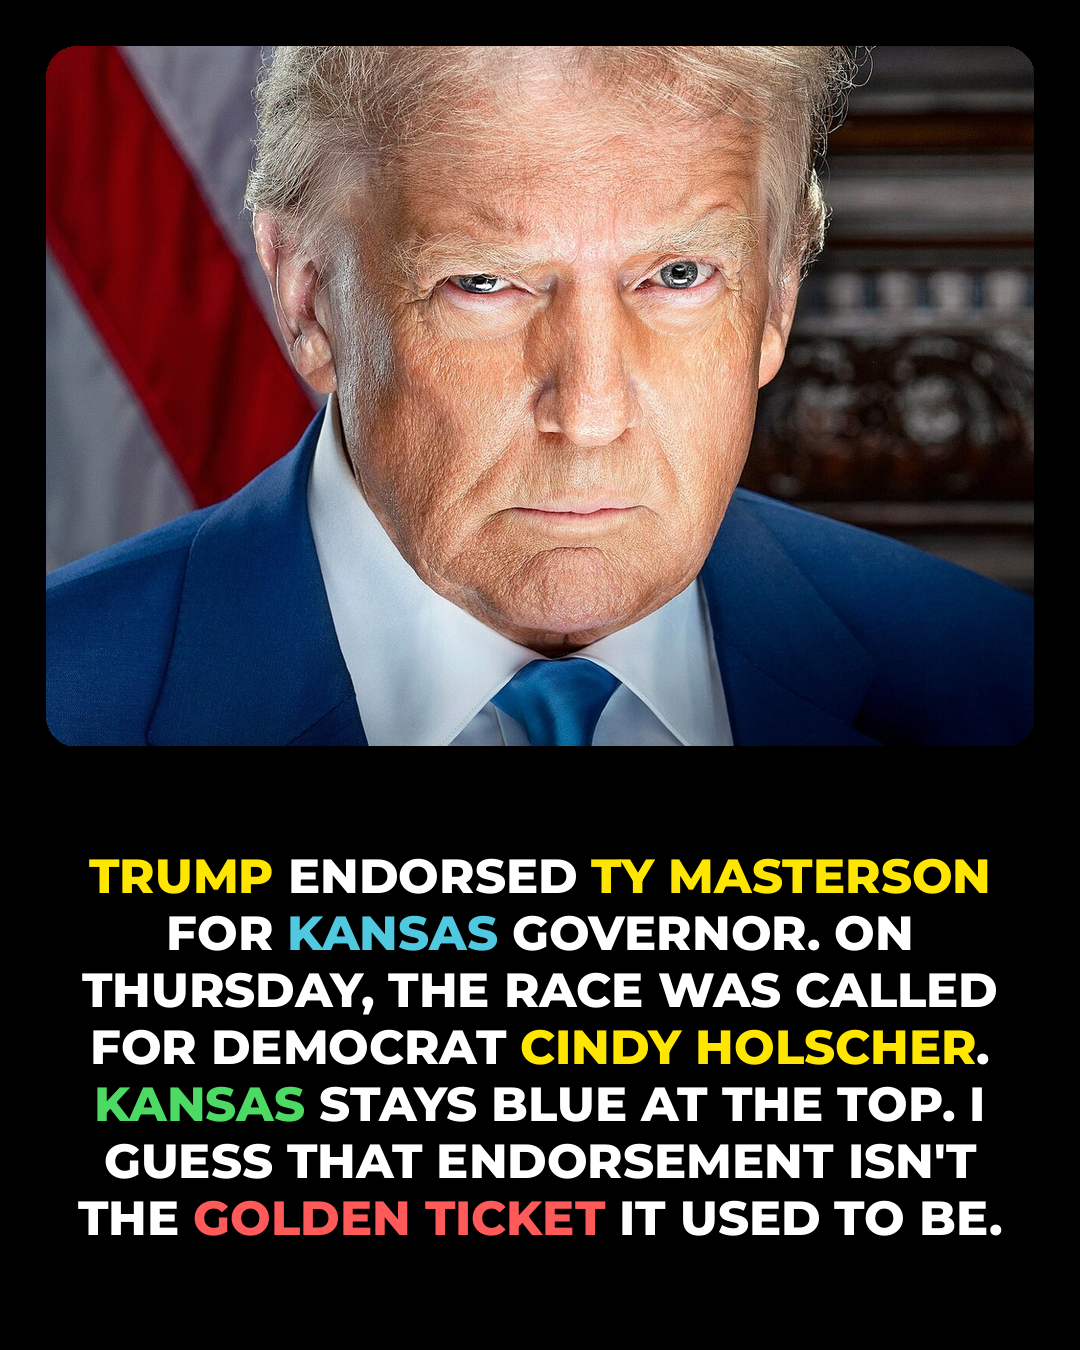 TRUMP ENDORSED TY MASTERSON
FOR KANSAS GOVERNOR. ON
THURSDAY, THE RACE WAS CALLED
FOR DEMOCRAT CINDY HOLSCHER.
KANSAS STAYS BLUE AT THE TOP. I
GUESS THAT ENDORSEMENT ISN'T
THE GOLDEN TICKET IT USED TO BE.